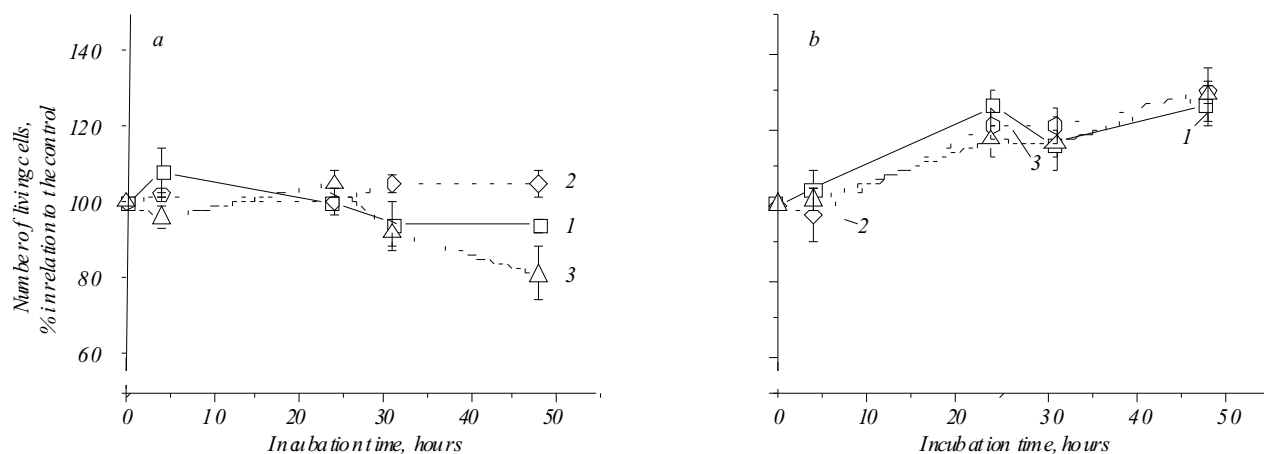 a
b
Number of living cells,
% in relation to the control
140
120
100
80
60
2
1
3
1
3
2
0 10 20 30 40 50
0 10 20 30 40 50
Incubation time, hours
Incubation time, hours